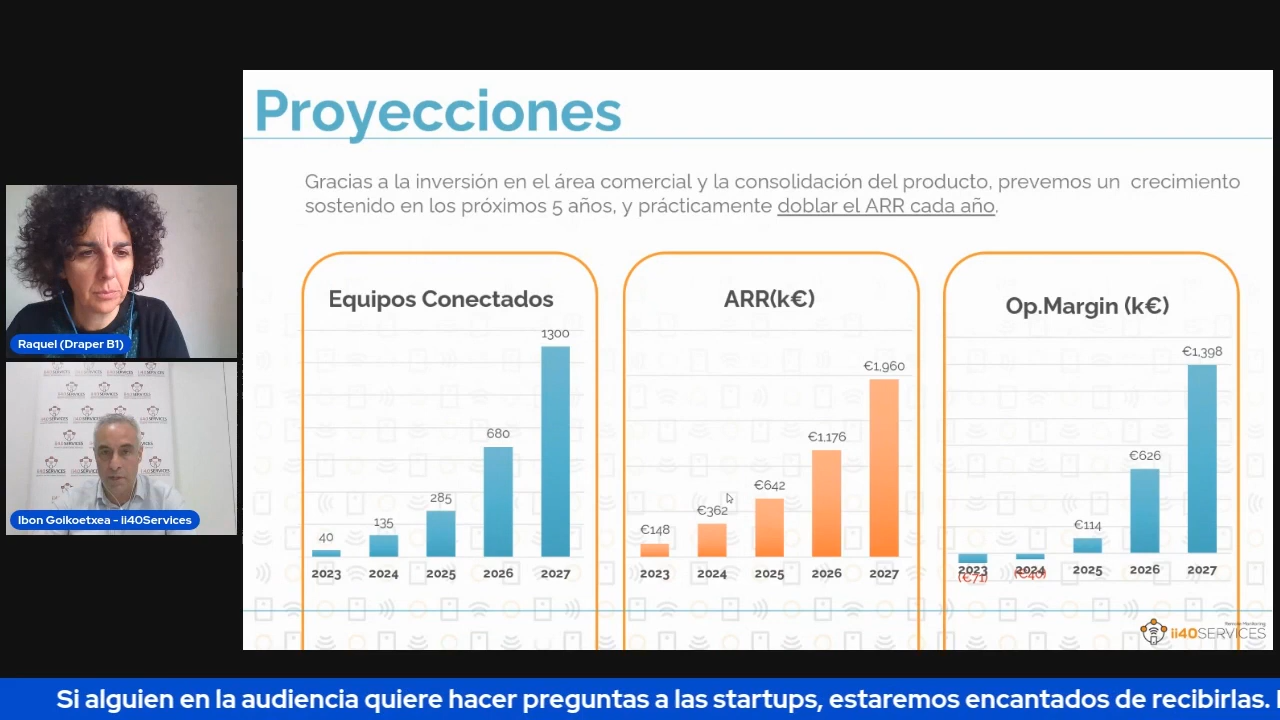 Proyecciones
Gracias a la inversión en el área comercial y la consolidación del producto, prevemos un crecimiento
sostenido en los próximos 5 años, y prácticamente doblar el ARR cada año.
Equipos Conectados
1300
680
285
135
40
2023 2024 2025 2026 2027
ARR(k€)
€1,960
€1,176
€642
€362
€148
2023 2024 2025 2026 2027
Op.Margin (k€)
€1,398
€626
€114
2023 2024 2025 2026 2027
(€71)
Raquel (Draper B1)
Ibon Goikoetxea - ii40Services
Remote Monitoring
ii40SERVICES
Si alguien en la audiencia quiere hacer preguntas a las startups, estaremos encantados de recibirlas.